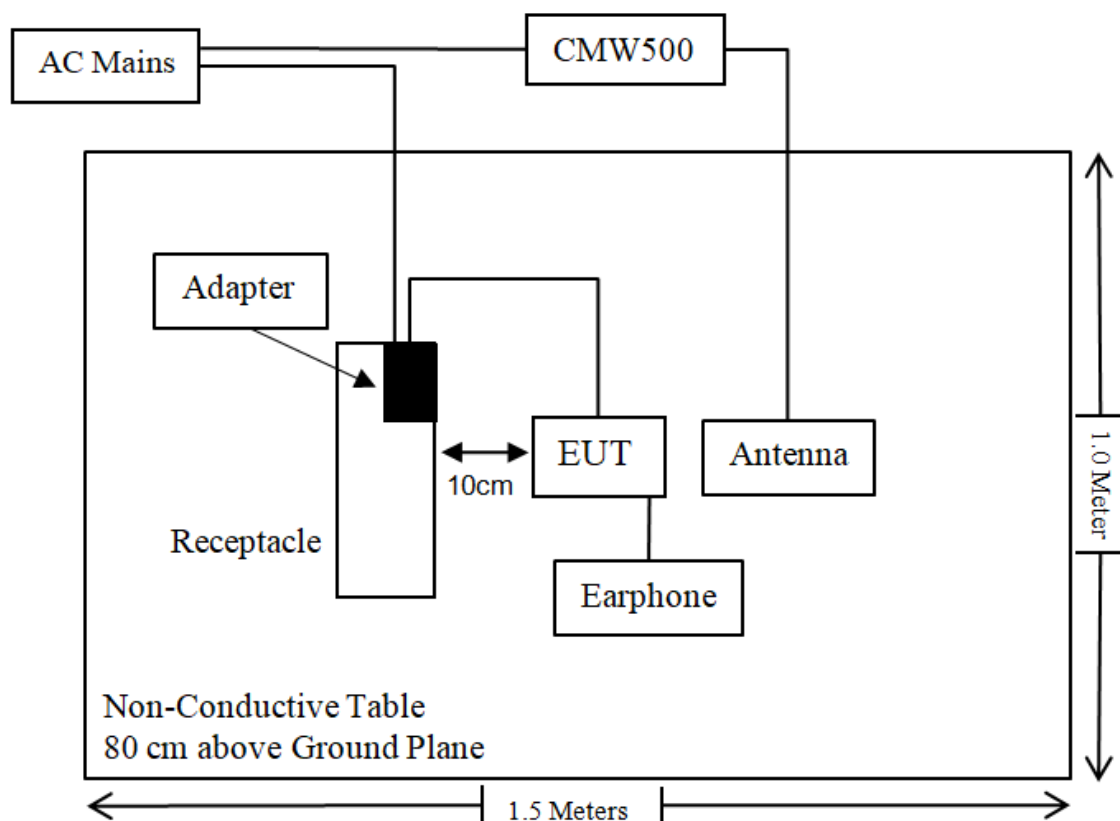 AC Mains
CMW500
Adapter
EUT
Antenna
10cm
Receptacle
Earphone
1.0 Meter
Non-Conductive Table
80 cm above Ground Plane
1.5 Meters